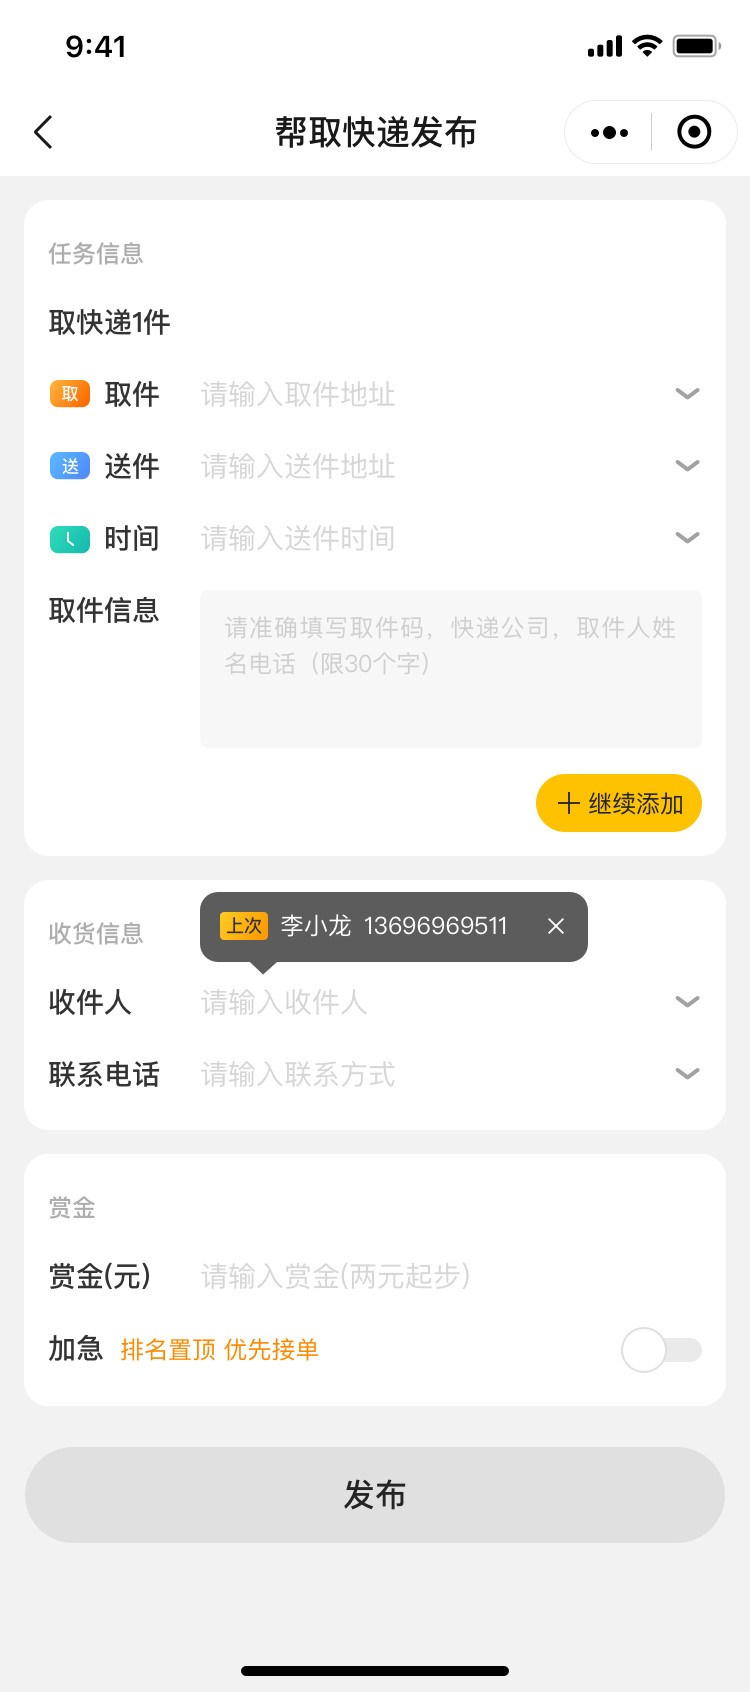 9:41
帮取快递发布
任务信息
取快递1件
取 取件 请输入取件地址
送 送件 请输入送件地址
时间 请输入送件时间
取件信息 请准确填写取件码，快递公司，取件人姓
名电话（限30个字）
继续添加
收货信息
上次 李小龙 13696969511
收件人 请输入收件人
联系电话 请输入联系方式
赏金
赏金(元) 请输入赏金(两元起步)
加急 排名置顶 优先接单
发布